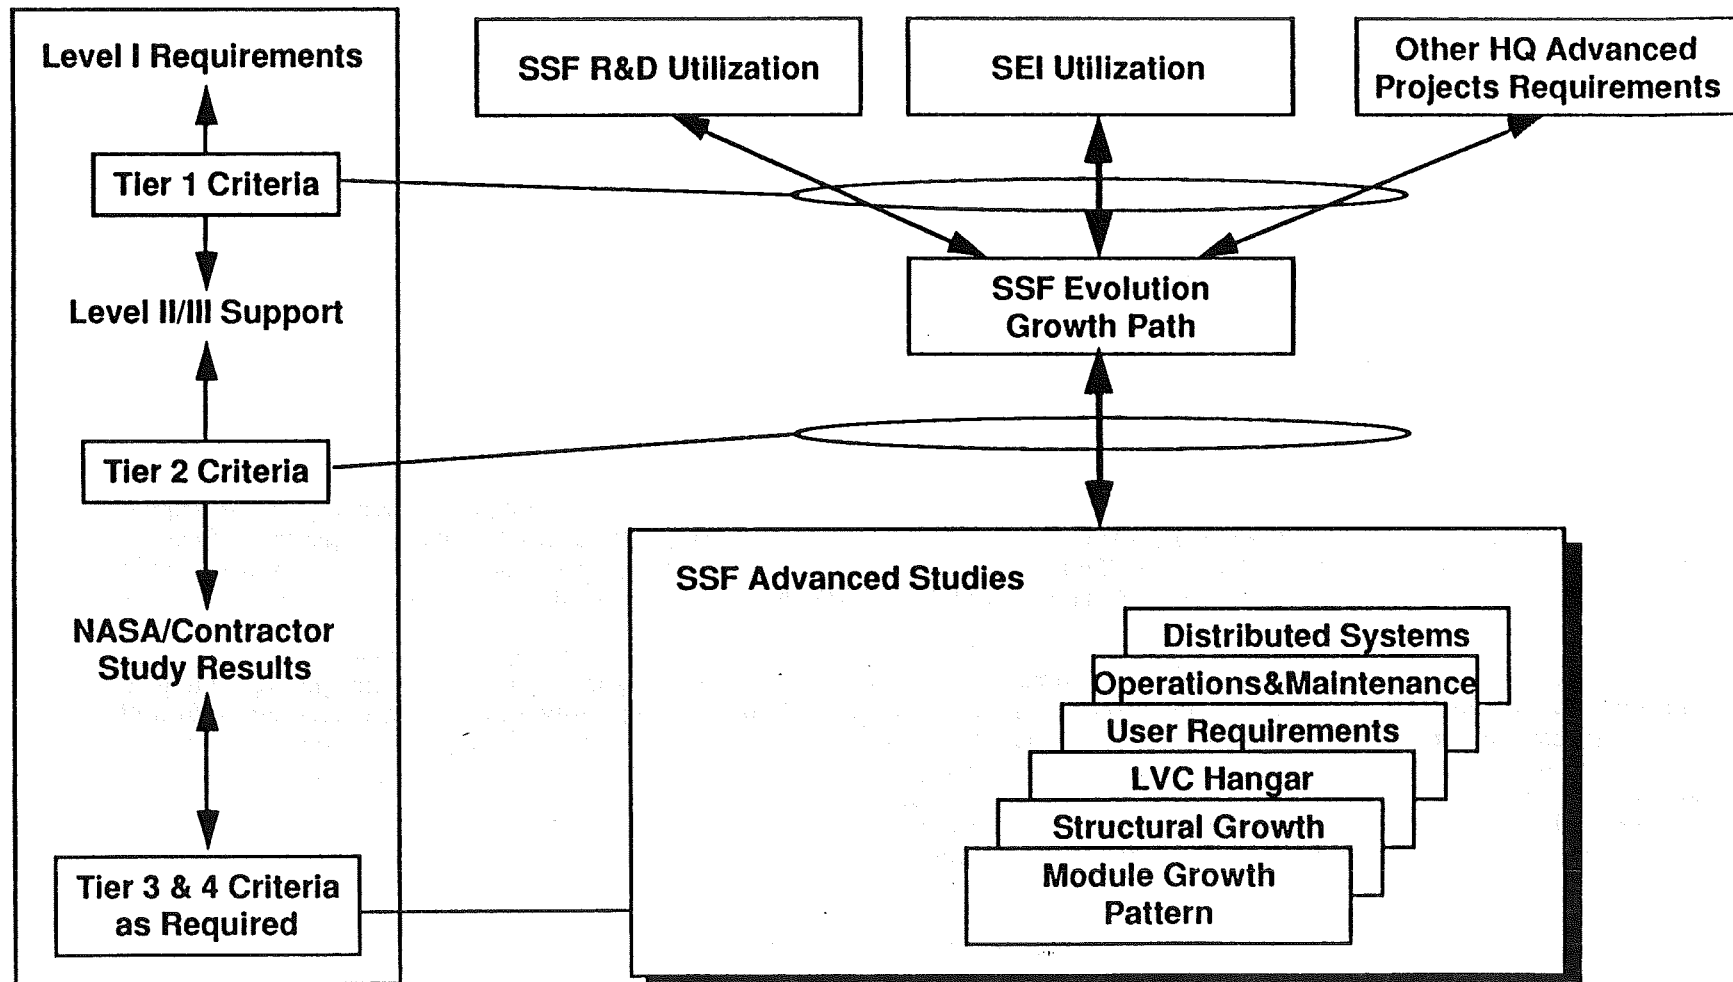 Level I Requirements
Tier 1 Criteria
Level II/III Support
Tier 2 Criteria
NASA/Contractor
Study Results
Tier 3 & 4 Criteria
as Required
SSF R&D Utilization
SEI Utilization
Other HQ Advanced
Projects Requirements
SSF Evolution
Growth Path
SSF Advanced Studies
Distributed Systems
Operations&Maintenance
User Requirements
LVC Hangar
Structural Growth
Module Growth
Pattern